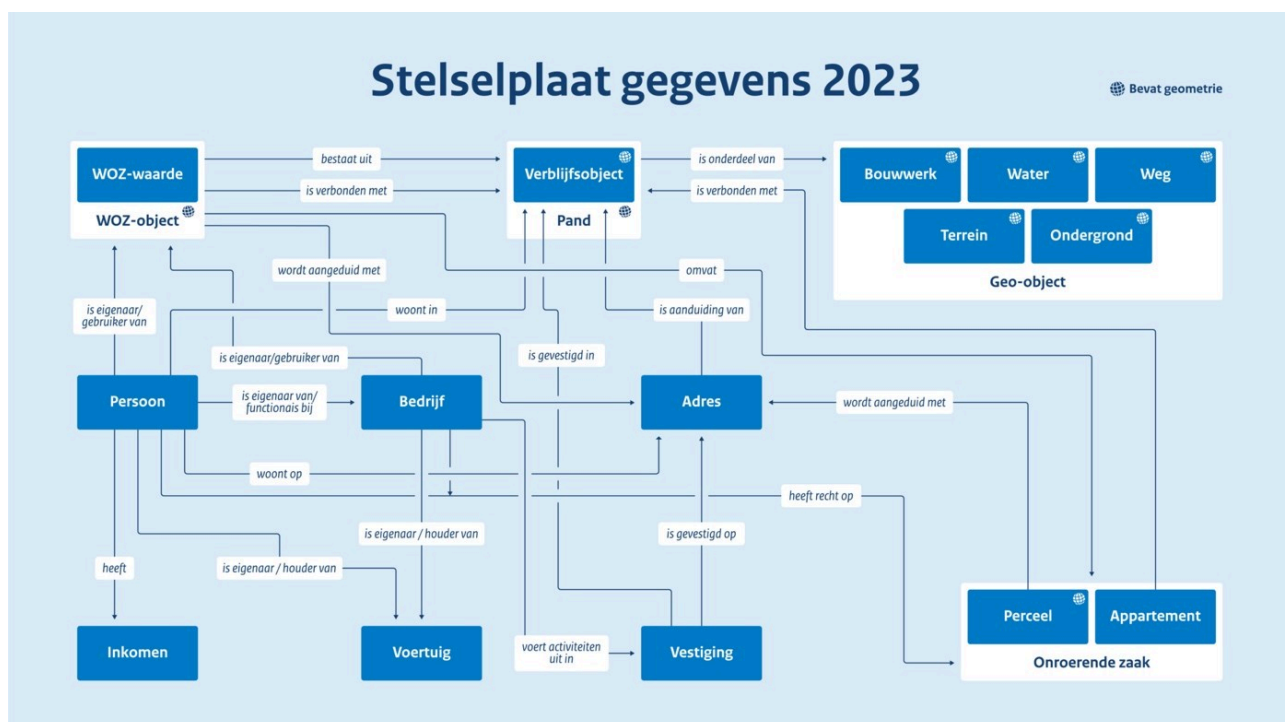 Stelselplaat gegevens 2023
Bevat geometrie
WOZ-waarde
WOZ-object
bestaat uit
is verbonden met
Verblijfsobject
Pand
is onderdeel van
is verbonden met
Bouwwerk
Water
Weg
Terrein
Ondergrond
Geo-object
wordt aangeduid met
omvat
is eigenaar/
gebruiker van
woont in
is aanduiding van
is eigenaar/gebruiker van
is gevestigd in
Persoon
is eigenaar van/
functionais bij
Bedrijf
Adres
wordt aangeduid met
woont op
heeft recht op
is eigenaar / houder van
is gevestigd op
heeft
is eigenaar / houder van
Perceel
Appartement
Onroerende zaak
Inkomen
Voertuig
voert activiteiten
uit in
Vestiging